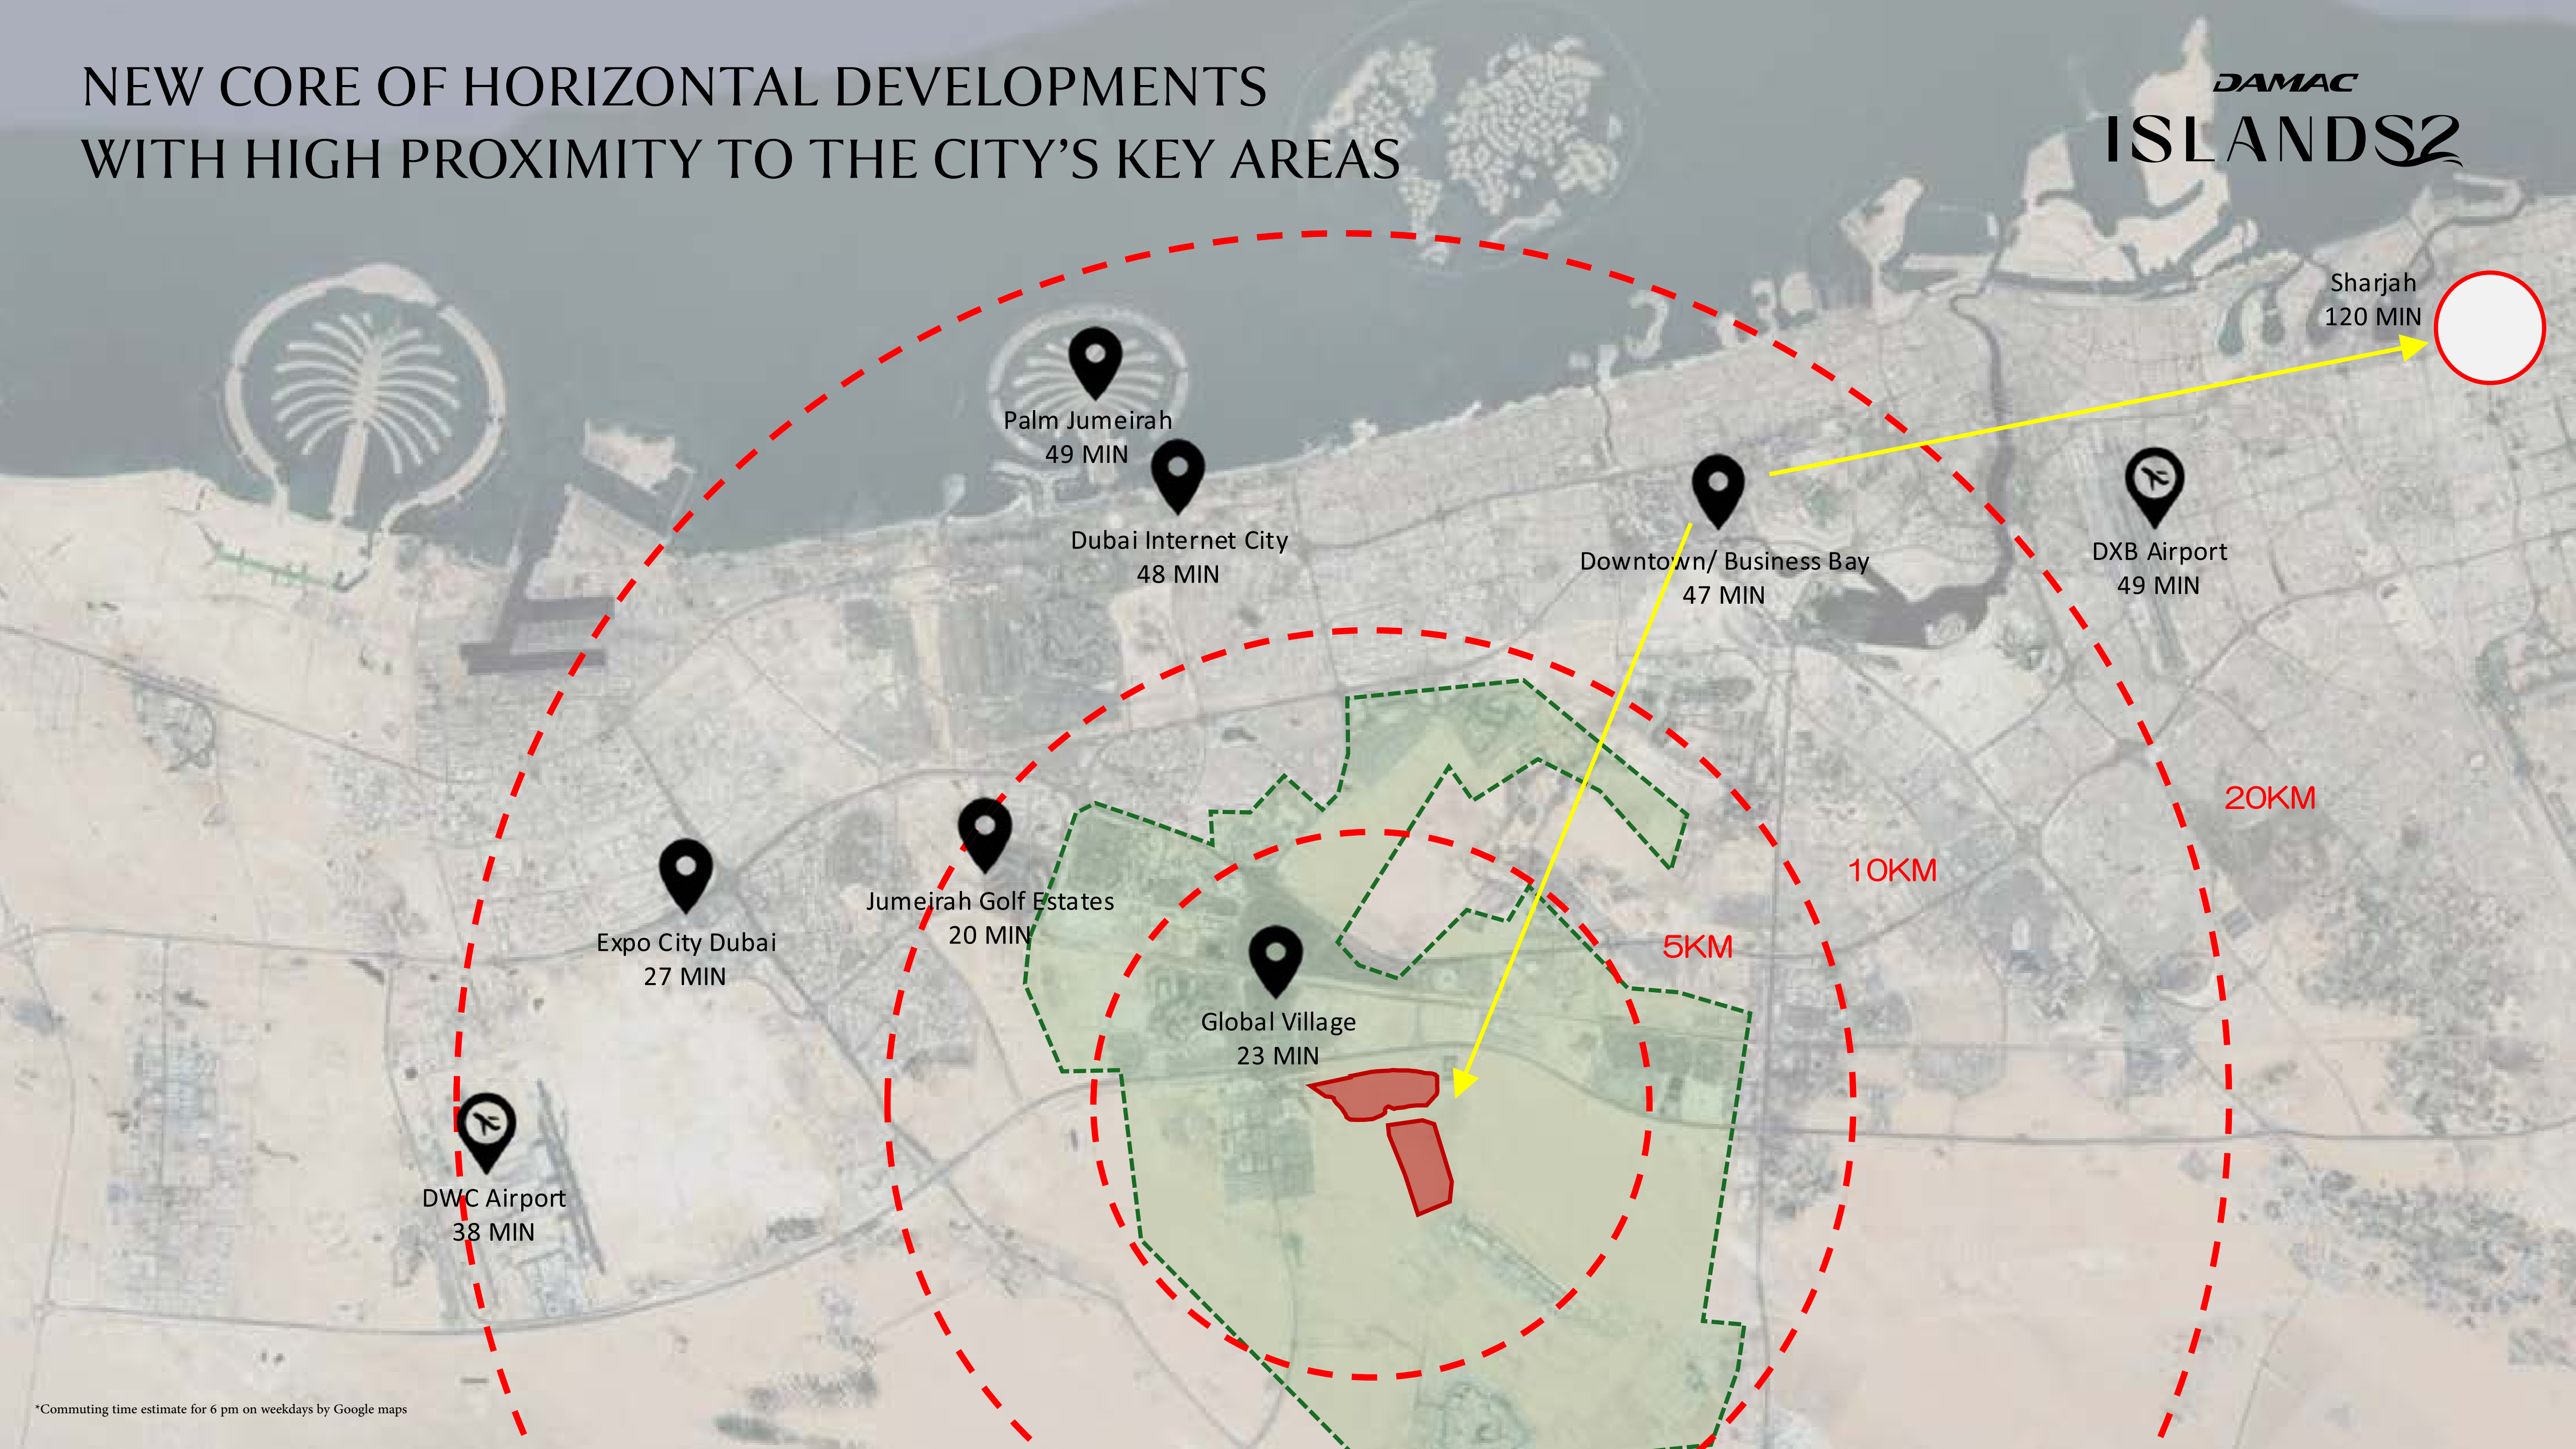 NEW CORE OF HORIZONTAL DEVELOPMENTS
WITH HIGH PROXIMITY TO THE CITY'S KEY AREAS
DAMAC
ISLANDS2
Sharjah
120 MIN
Palm Jumeirah
49 MIN
Dubai Internet City
48 MIN
Downtown/ Business Bay
47 MIN
DXB Airport
49 MIN
20KM
10KM
5KM
Jumeirah Golf Estates
20 MIN
Expo City Dubai
27 MIN
Global Village
23 MIN
DWC Airport
38 MIN
*Commuting time estimate for 6 pm on weekdays by Google maps